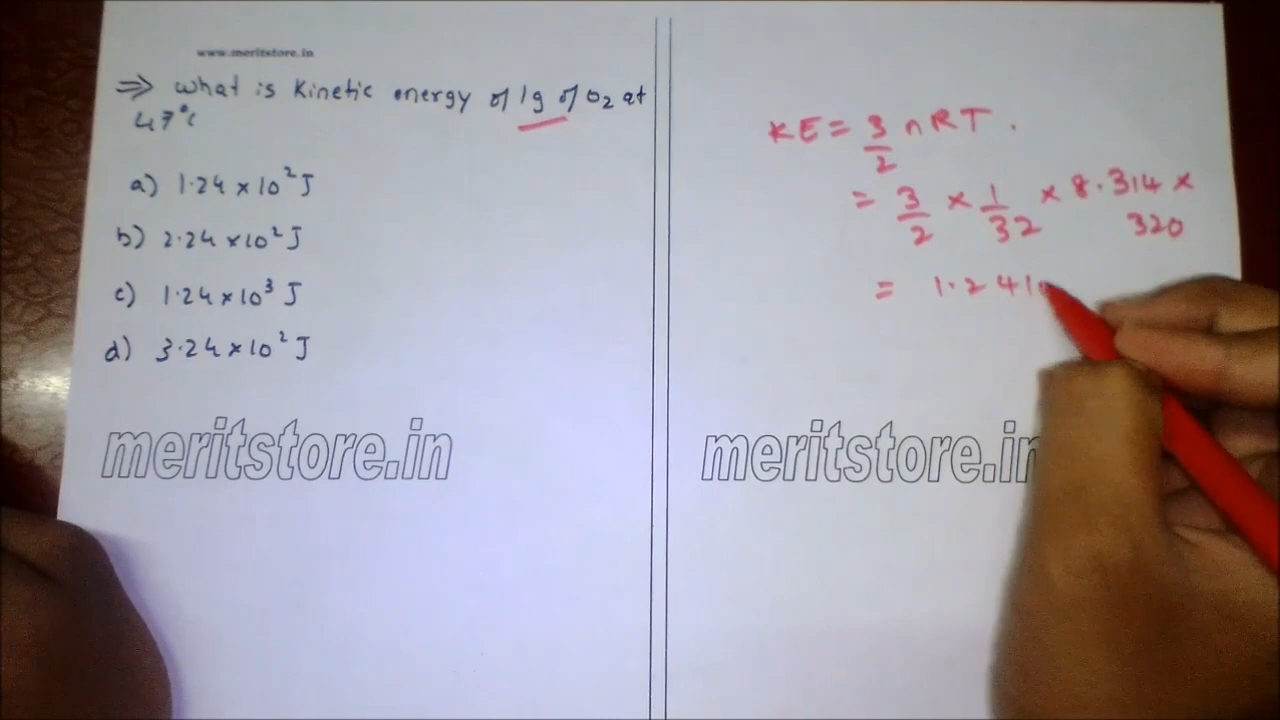 www.meritstore.in
⇒ what is Kinetic energy of 1g of O₂ at
47°C
a) 1.24 × 10² J
b) 2.24 × 10² J
c) 1.24 × 10³ J
d) 3.24 × 10² J
meritstore.in
KE = 3/2 nRT.
= 3/2 × 1/32 × 8.314 ×
320
= 1.24
meritstore.in